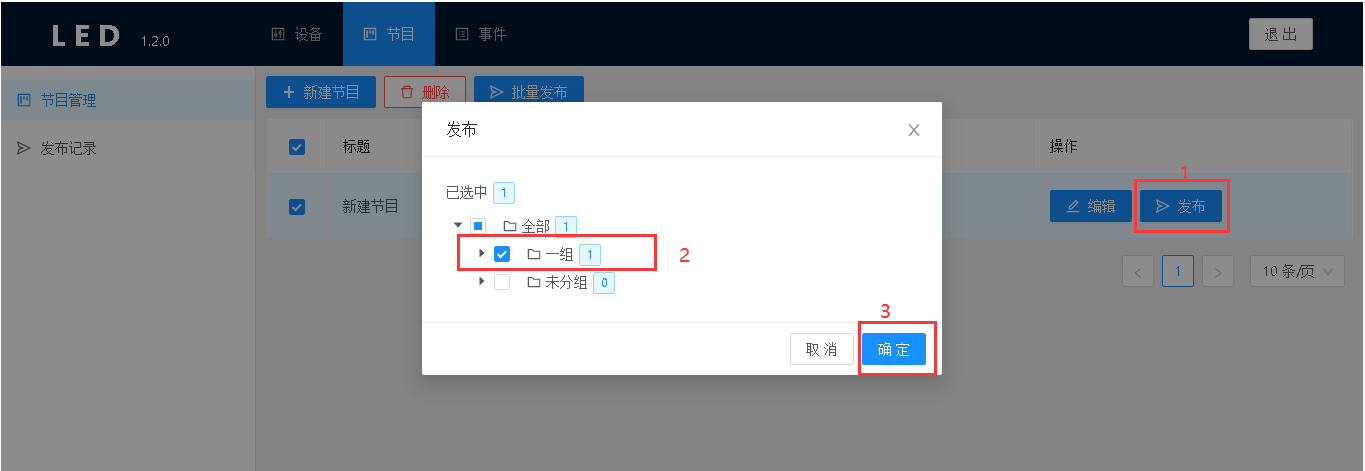 LED 1.2.0 设备 节目 事件 退出
节目管理
发布记录
新建节目 删除 批量发布
发布
标题 操作
1
新建节目 编辑 发布
已选中 1
全部 1
一组 1
2
未分组 0
1 10 条/页
3
取消 确定